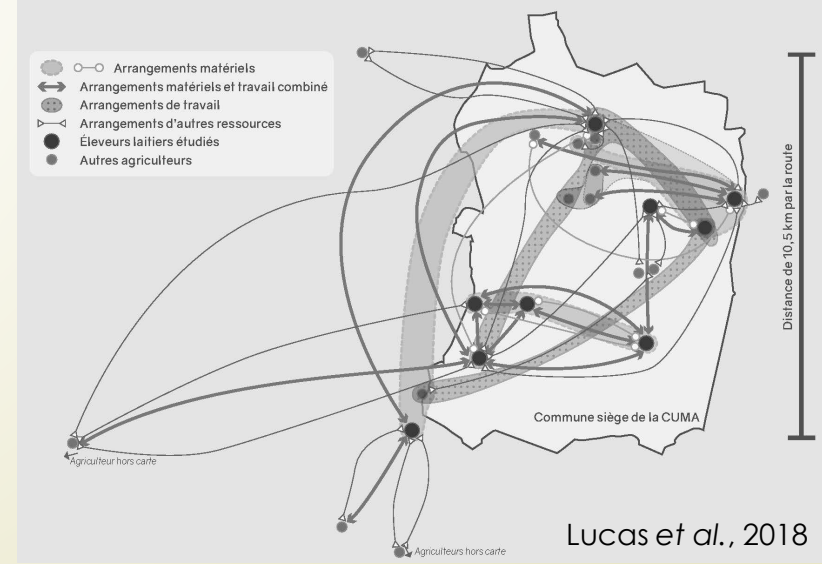 Arrangements matériels
Arrangements matériels et travail combiné
Arrangements de travail
Arrangements d'autres ressources
Éleveurs laitiers étudiés
Autres agriculteurs
Distance de 10,5 km par la route
Commune siège de la CUMA
Agriculteur hors carte
Agriculteurs hors carte
Lucas et al., 2018